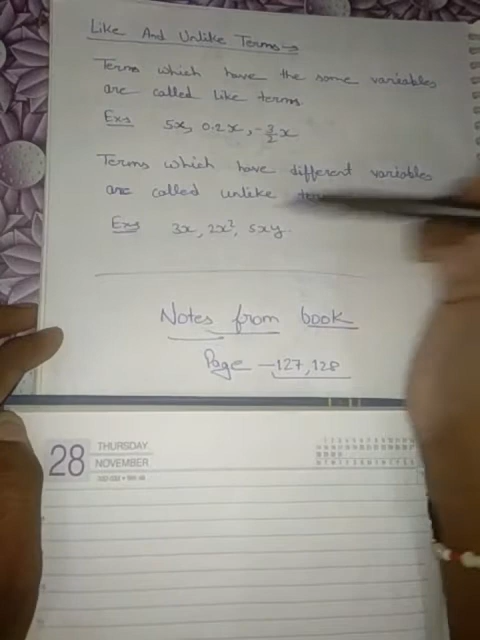 Like And Unlike Terms→
Terms which have the same variables
are called like terms
Exs 5x, 0.2x, -3/2x
Terms which have different variables
are called unlike
Exs 3x, 2x², 5xy.
Notes from book
Page - 127, 128
28
THURSDAY
NOVEMBER